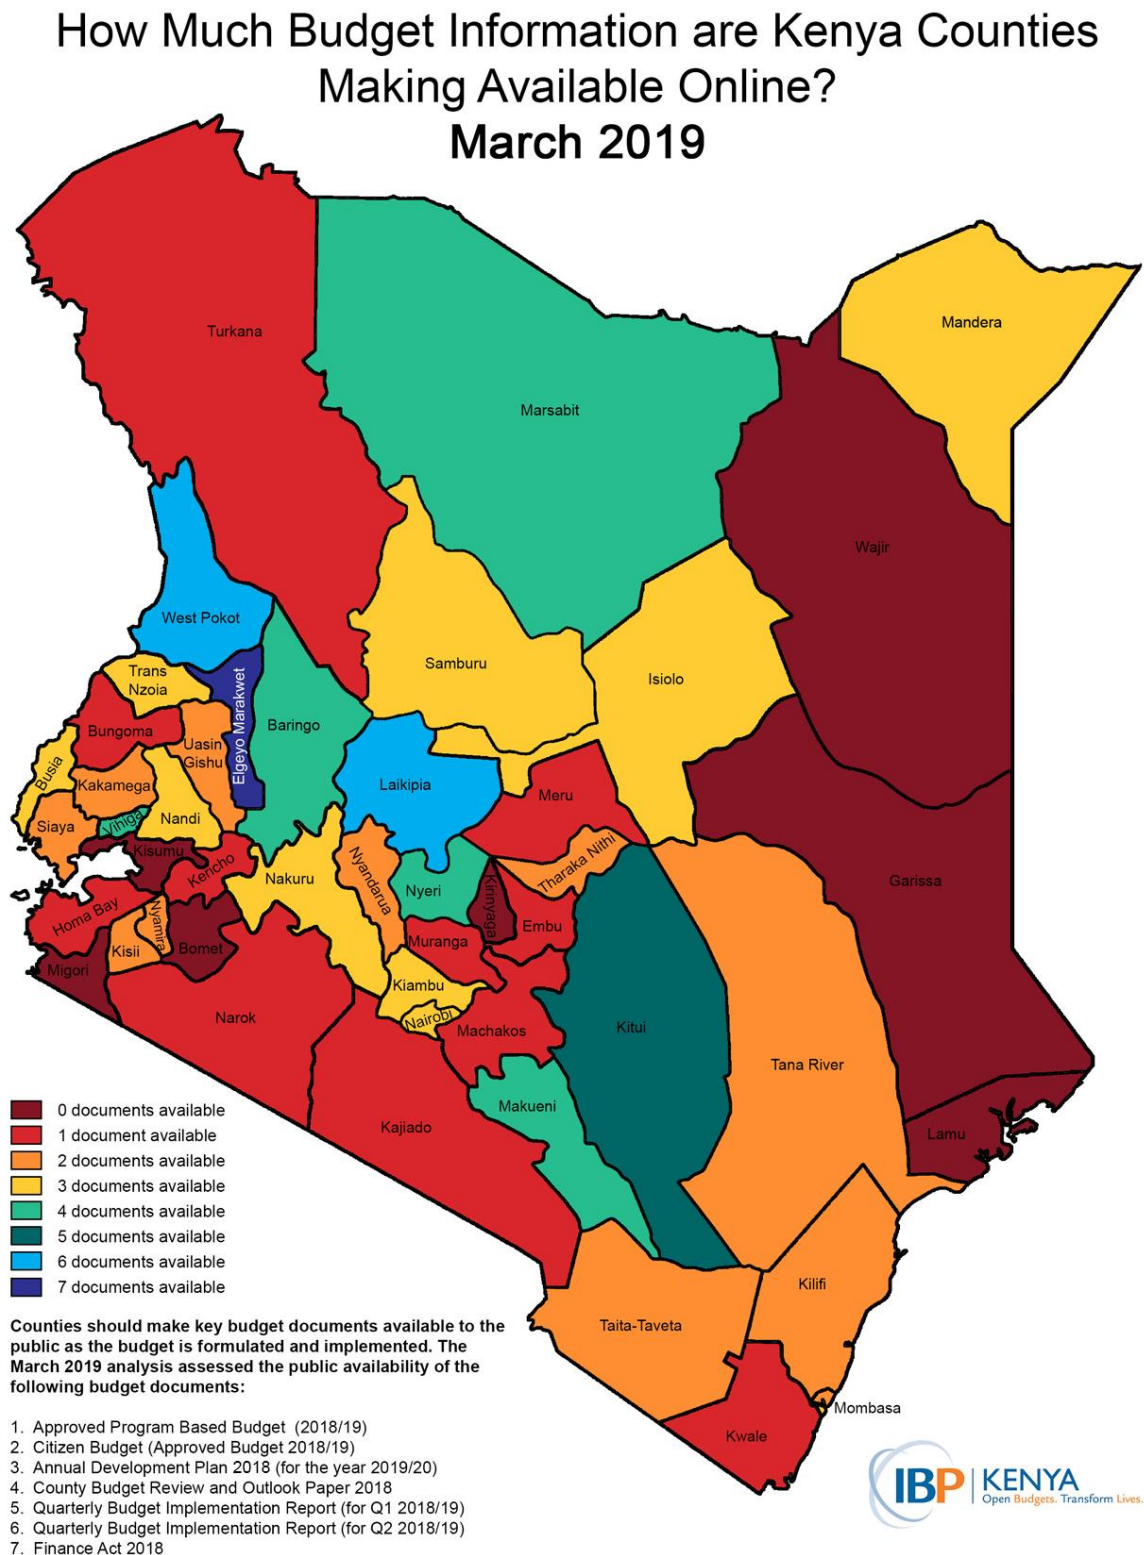 How Much Budget Information are Kenya Counties
Making Available Online?
March 2019
Turkana
Mandera
Marsabit
Wajir
West Pokot
Samburu
Isiolo
Trans
Nzoia
Elgeyo Marakwet
Baringo
Bungoma
Uasin
Gishu
Busia
Kakamega
Laikipia
Meru
Siaya
Vihiga
Nandi
Kisumu
Kericho
Nakuru
Nyandarua
Nyeri
Kirinyaga
Tharaka Nithi
Garissa
Homa Bay
Nyamira
Kisii
Bomet
Muranga
Embu
Migori
Kiambu
Narok
Nairobi
Machakos
Kitui
Tana River
Makueni
Kajiado
Lamu
Kilifi
Taita-Taveta
Mombasa
Kwale
0 documents available
1 document available
2 documents available
3 documents available
4 documents available
5 documents available
6 documents available
7 documents available
Counties should make key budget documents available to the
public as the budget is formulated and implemented. The
March 2019 analysis assessed the public availability of the
following budget documents:
1. Approved Program Based Budget (2018/19)
2. Citizen Budget (Approved Budget 2018/19)
3. Annual Development Plan 2018 (for the year 2019/20)
4. County Budget Review and Outlook Paper 2018
5. Quarterly Budget Implementation Report (for Q1 2018/19)
6. Quarterly Budget Implementation Report (for Q2 2018/19)
7. Finance Act 2018
IBP KENYA
Open Budgets. Transform Lives.